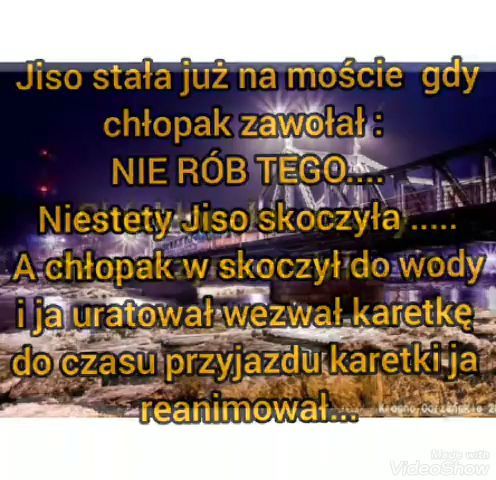 Jiso stała już na moście gdy
chłopak zawołał :
NIE RÓB TEGO....
Niestety Jiso skoczyła .....
A chłopak w skoczył do wody
i ja uratował wezwał karetkę
do czasu przyjazdu karetki ja
reanimował...
Made with
VideoShow